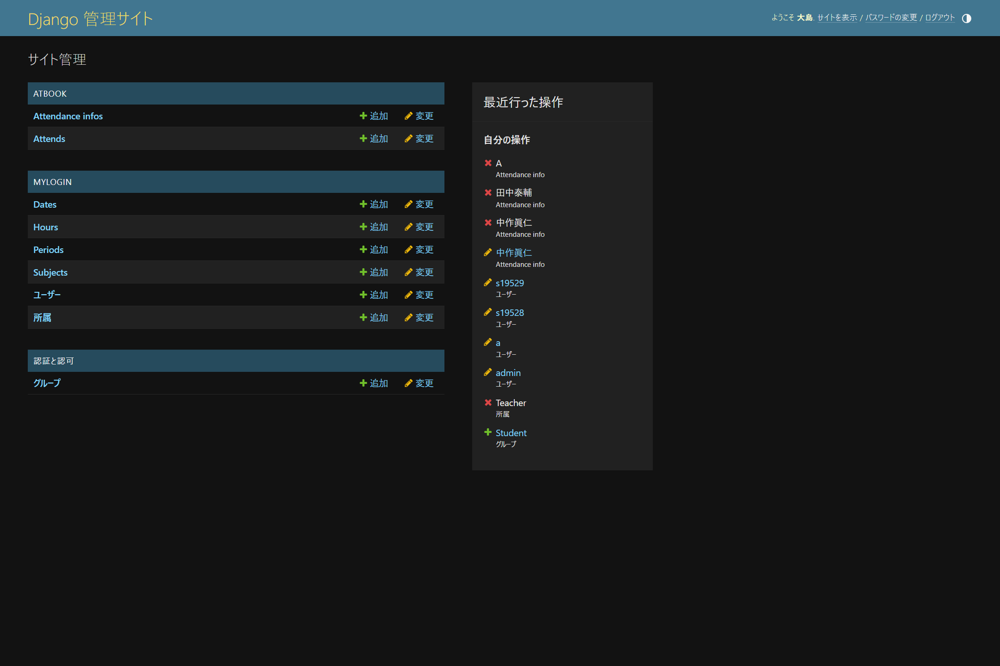 Django 管理サイト
ようこそ 大島. サイトを表示 / パスワードの変更 / ログアウト
サイト管理
ATBOOK
Attendance infos 追加 変更
Attends 追加 変更
MYLOGIN
Dates 追加 変更
Hours 追加 変更
Periods 追加 変更
Subjects 追加 変更
ユーザー 追加 変更
所属 追加 変更
認証と認可
グループ 追加 変更
最近行った操作
自分の操作
A
Attendance info
田中泰輔
Attendance info
中作眞仁
Attendance info
中作眞仁
Attendance info
s19529
ユーザー
s19528
ユーザー
a
ユーザー
admin
ユーザー
Teacher
所属
Student
グループ